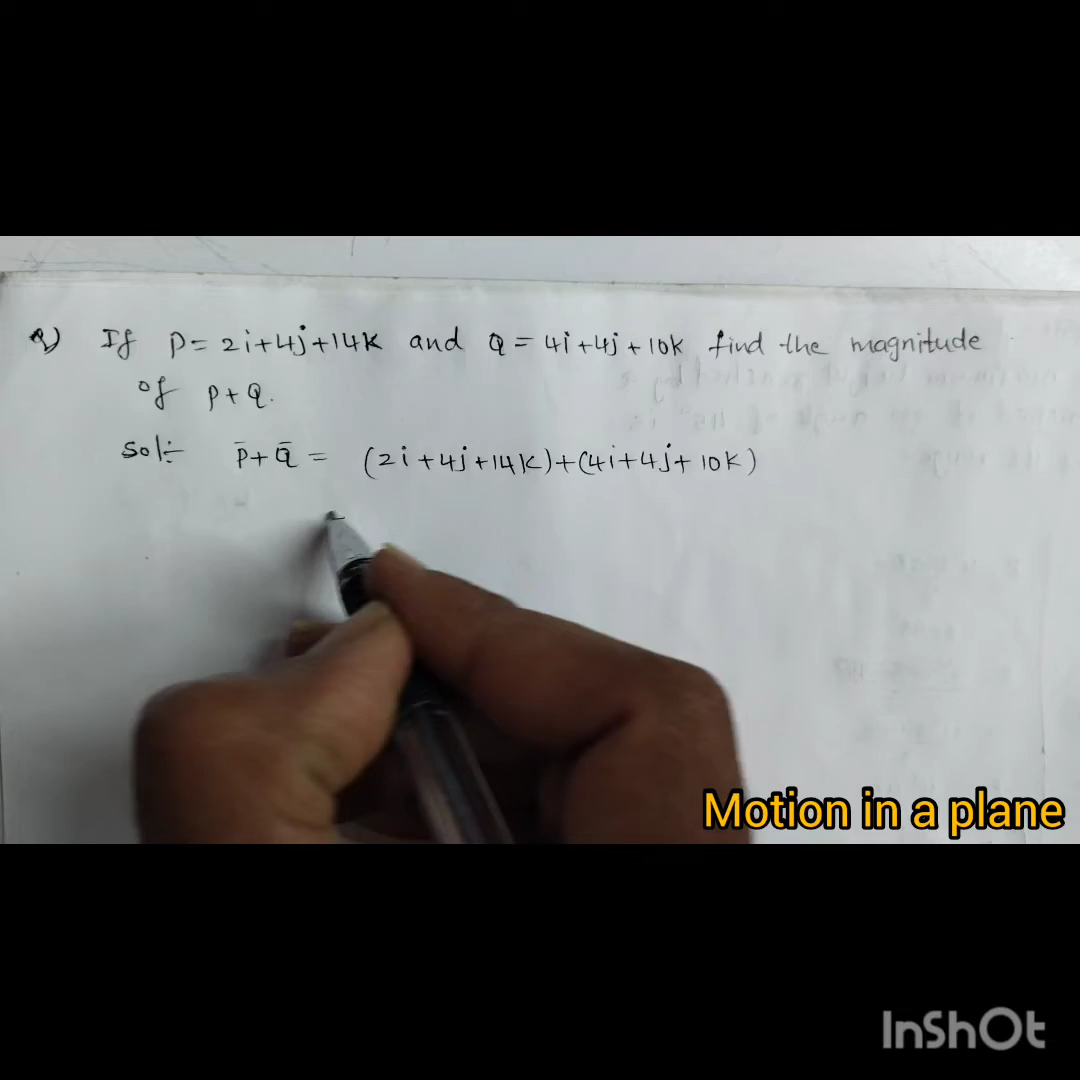 Q) If P = 2i+4j+14K and Q = 4i+4j+10K find the magnitude
of P+Q.
Sol:- P̄+Q̄ = (2i+4j+14K)+(4i+4j+10K)
=
Motion in a plane
InShOt